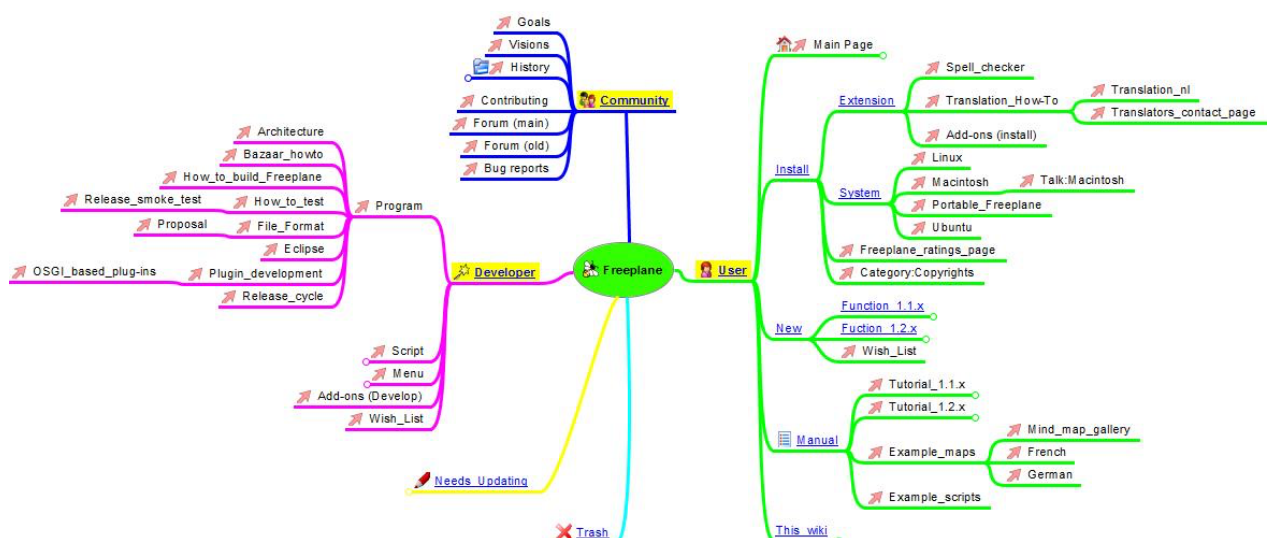 Goals
Visions
History
Contributing
Forum (main)
Forum (old)
Bug reports
Community
Architecture
Bazaar_howto
How_to_build_Freeplane
Release_smoke_test
How_to_test
Proposal
File_Format
Eclipse
OSGI_based_plug-ins
Plugin_development
Release_cycle
Program
Script
Menu
Add-ons (Develop)
Wish_List
Developer
Needs_Updating
Trash
Freeplane
User
Main Page
Install
Extension
Spell_checker
Translation_How-To
Translation_nl
Translators_contact_page
Add-ons (install)
System
Linux
Macintosh
Talk:Macintosh
Portable_Freeplane
Ubuntu
Freeplane_ratings_page
Category:Copyrights
New
Function_1.1.x
Fuction_1.2.x
Wish_List
Manual
Tutorial_1.1.x
Tutorial_1.2.x
Example_maps
Mind_map_gallery
French
German
Example_scripts
This_wiki